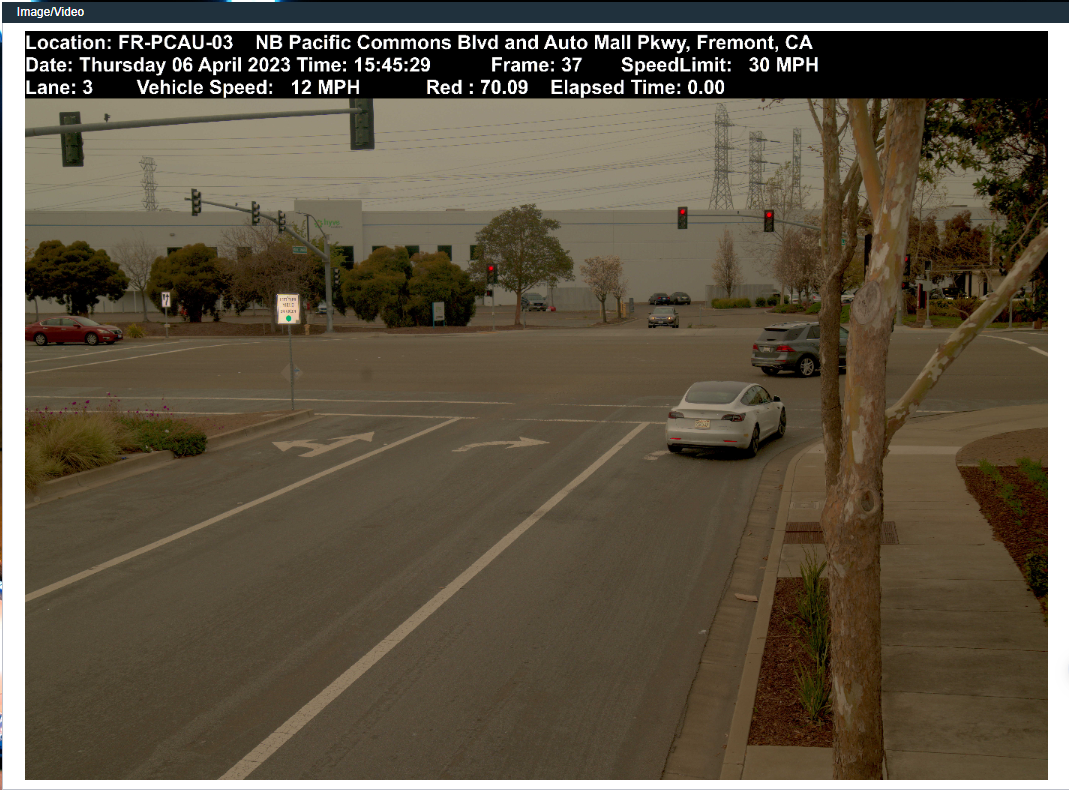 Image/Video
Location: FR-PCAU-03 NB Pacific Commons Blvd and Auto Mall Pkwy, Fremont, CA
Date: Thursday 06 April 2023 Time: 15:45:29 Frame: 37 SpeedLimit: 30 MPH
Lane: 3 Vehicle Speed: 12 MPH Red : 70.09 Elapsed Time: 0.00